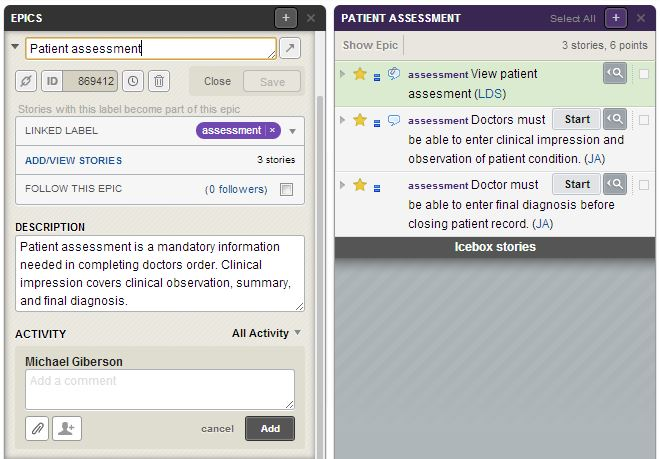 EPICS
Patient assessment
ID 869412
Close Save
Stories with this label become part of this epic
LINKED LABEL assessment ×
ADD/VIEW STORIES 3 stories
FOLLOW THIS EPIC (0 followers)
DESCRIPTION
Patient assessment is a mandatory information
needed in completing doctors order. Clinical
impression covers clinical observation, summary,
and final diagnosis.
ACTIVITY All Activity
Michael Giberson
Add a comment
cancel Add
PATIENT ASSESSMENT Select All +
Show Epic 3 stories, 6 points
assessment View patient
assesment (LDS)
assessment Doctors must Start
be able to enter clinical impression and
observation of patient condition. (JA)
assessment Doctor must Start
be able to enter final diagnosis before
closing patient record. (JA)
Icebox stories